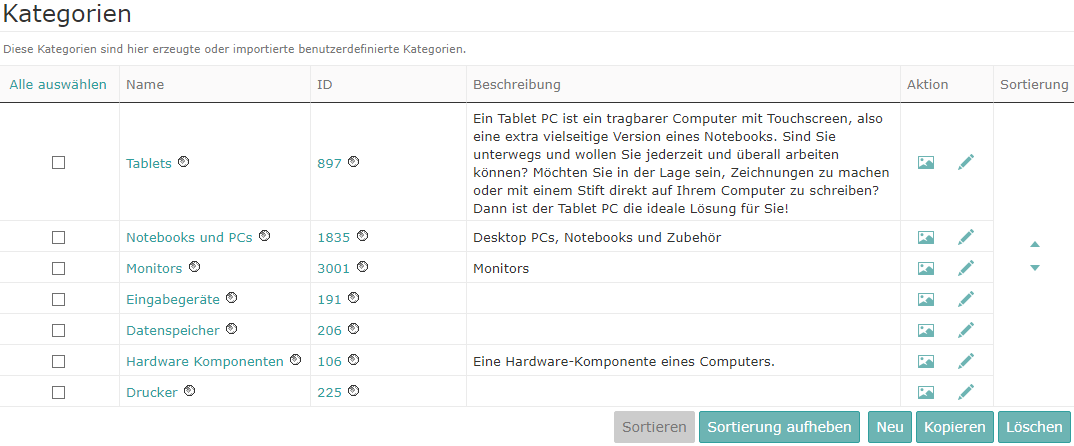 Kategorien
Diese Kategorien sind hier erzeugte oder importierte benutzerdefinierte Kategorien.
Alle auswählen Name ID Beschreibung Aktion Sortierung
Ein Tablet PC ist ein tragbarer Computer mit Touchscreen, also
eine extra vielseitige Version eines Notebooks. Sind Sie
unterwegs und wollen Sie jederzeit und überall arbeiten
Tablets 897 können? Möchten Sie in der Lage sein, Zeichnungen zu machen
oder mit einem Stift direkt auf Ihrem Computer zu schreiben?
Dann ist der Tablet PC die ideale Lösung für Sie!
Notebooks und PCs 1835 Desktop PCs, Notebooks und Zubehör
Monitors 3001 Monitors
Eingabegeräte 191
Datenspeicher 206
Hardware Komponenten 106 Eine Hardware-Komponente eines Computers.
Drucker 225
Sortieren Sortierung aufheben Neu Kopieren Löschen